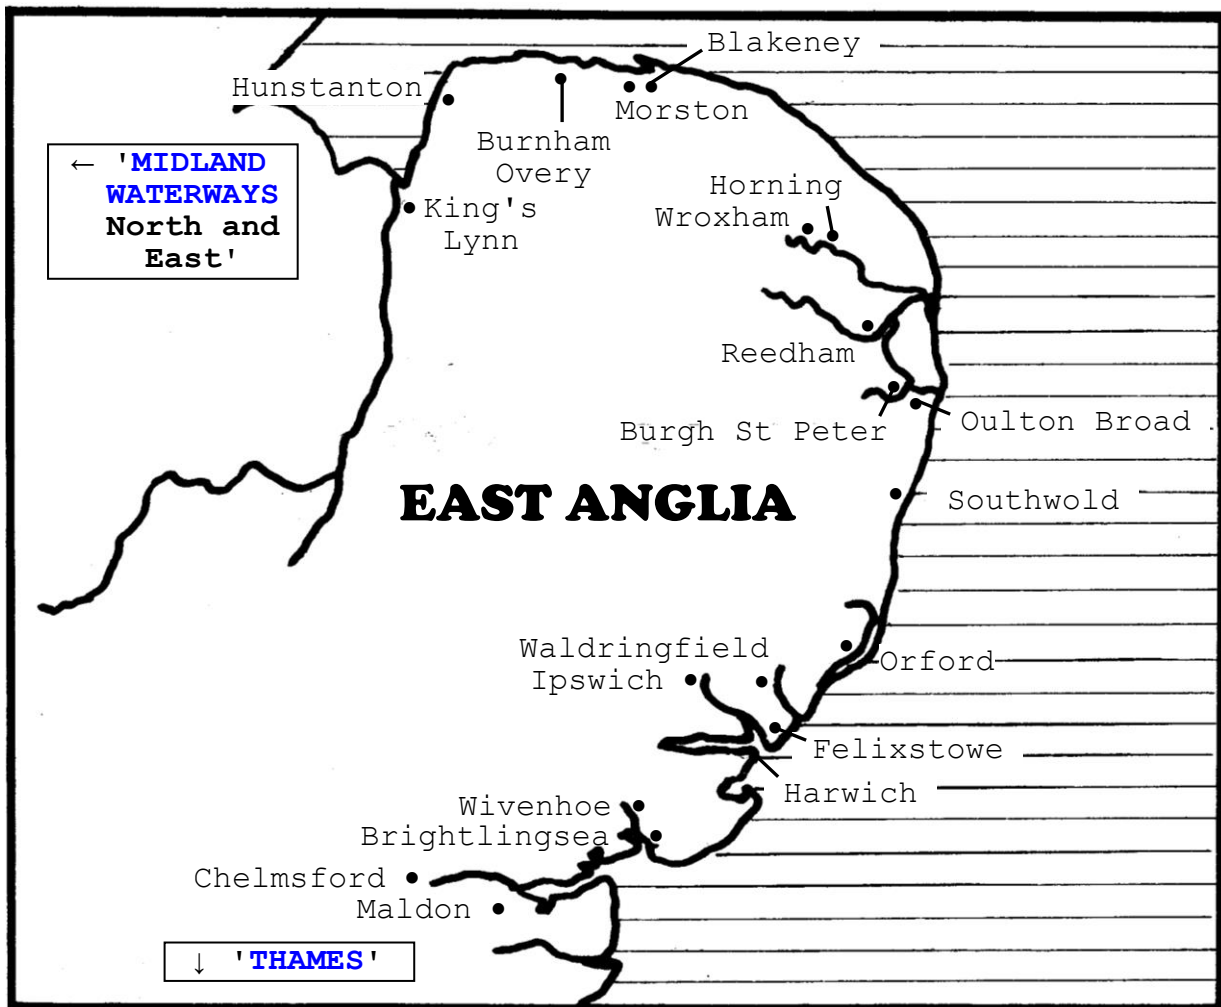 Blakeney
Hunstanton
Morston
Burnham
Overy
← 'MIDLAND
WATERWAYS
North and
East'
Horning
Wroxham
King's
Lynn
Reedham
Burgh St Peter
Oulton Broad
EAST ANGLIA
Southwold
Waldringfield
Ipswich
Orford
Felixstowe
Harwich
Wivenhoe
Brightlingsea
Chelmsford
Maldon
↓ 'THAMES'